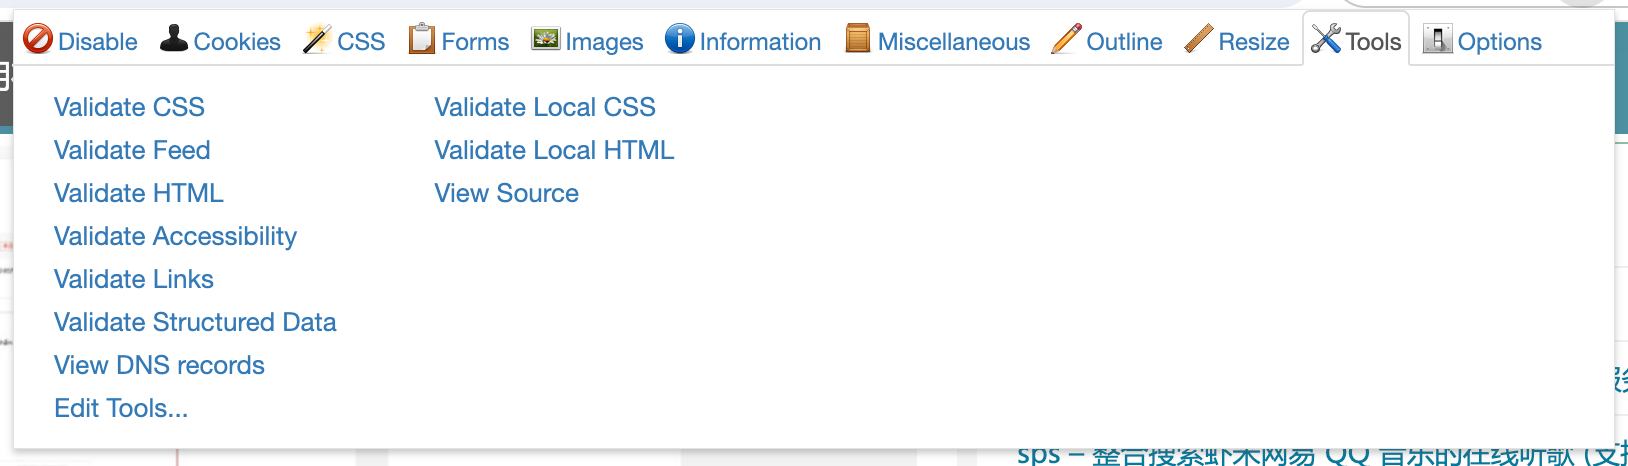 Disable Cookies CSS Forms Images Information Miscellaneous Outline Resize Tools Options
Validate CSS
Validate Feed
Validate HTML
Validate Accessibility
Validate Links
Validate Structured Data
View DNS records
Edit Tools...
Validate Local CSS
Validate Local HTML
View Source
sps – 整合搜索虾米网易 QQ 音乐的在线听歌 (支